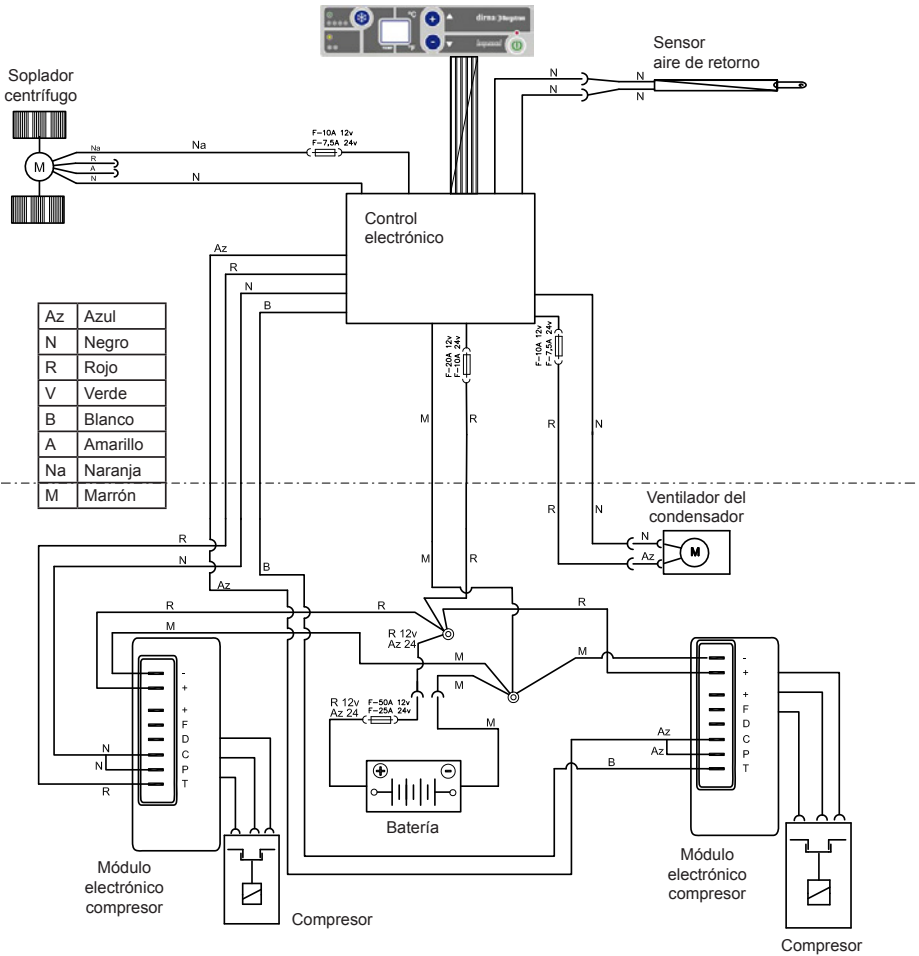 °C
dirna Bergstrom
°F
bycool
Sensor
aire de retorno
N
N
N
N
Soplador
centrífugo
F-10A 12v
F-7,5A 24v
Na
Na
R
M
A
N
N
Control
electrónico
Az
R
N
B
Az Azul
N Negro
R Rojo
V Verde
B Blanco
A Amarillo
Na Naranja
M Marrón
F-20A 12v
F-10A 24v
F-10A 12v
F-7,5A 24v
M
R
R
N
Ventilador del
condensador
R
N
N
Az
M
R
N
B
Az
M
R
R
R
R
M
R 12v
Az 24
M
M
M
M
R 12v
Az 24
F-50A 12v
F-25A 24v
-
+
+
F
D
C
P
T
N
N
R
-
+
+
F
D
C
P
T
Az
Az
B
+
-
Batería
Módulo
electrónico
compresor
Compresor
Módulo
electrónico
compresor
Compresor